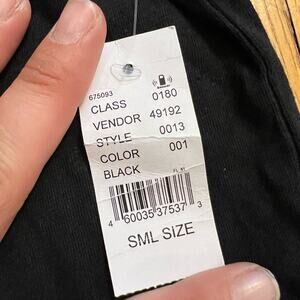 675093
CLASS 0180
VENDOR 49192
STYLE 0013
COLOR 001
BLACK
4 60035 37537 3
SML SIZE